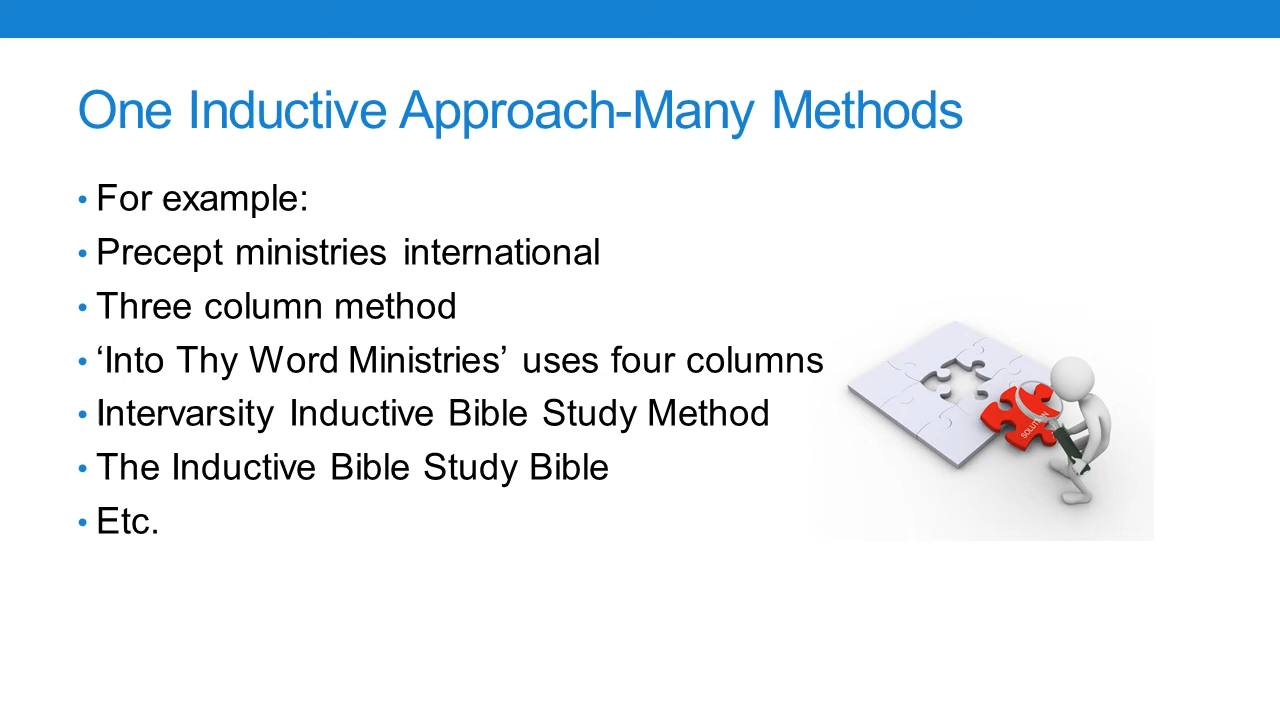 One Inductive Approach-Many Methods
• For example:
• Precept ministries international
• Three column method
• ‘Into Thy Word Ministries’ uses four columns
• Intervarsity Inductive Bible Study Method
• The Inductive Bible Study Bible
• Etc.
SOLUTION